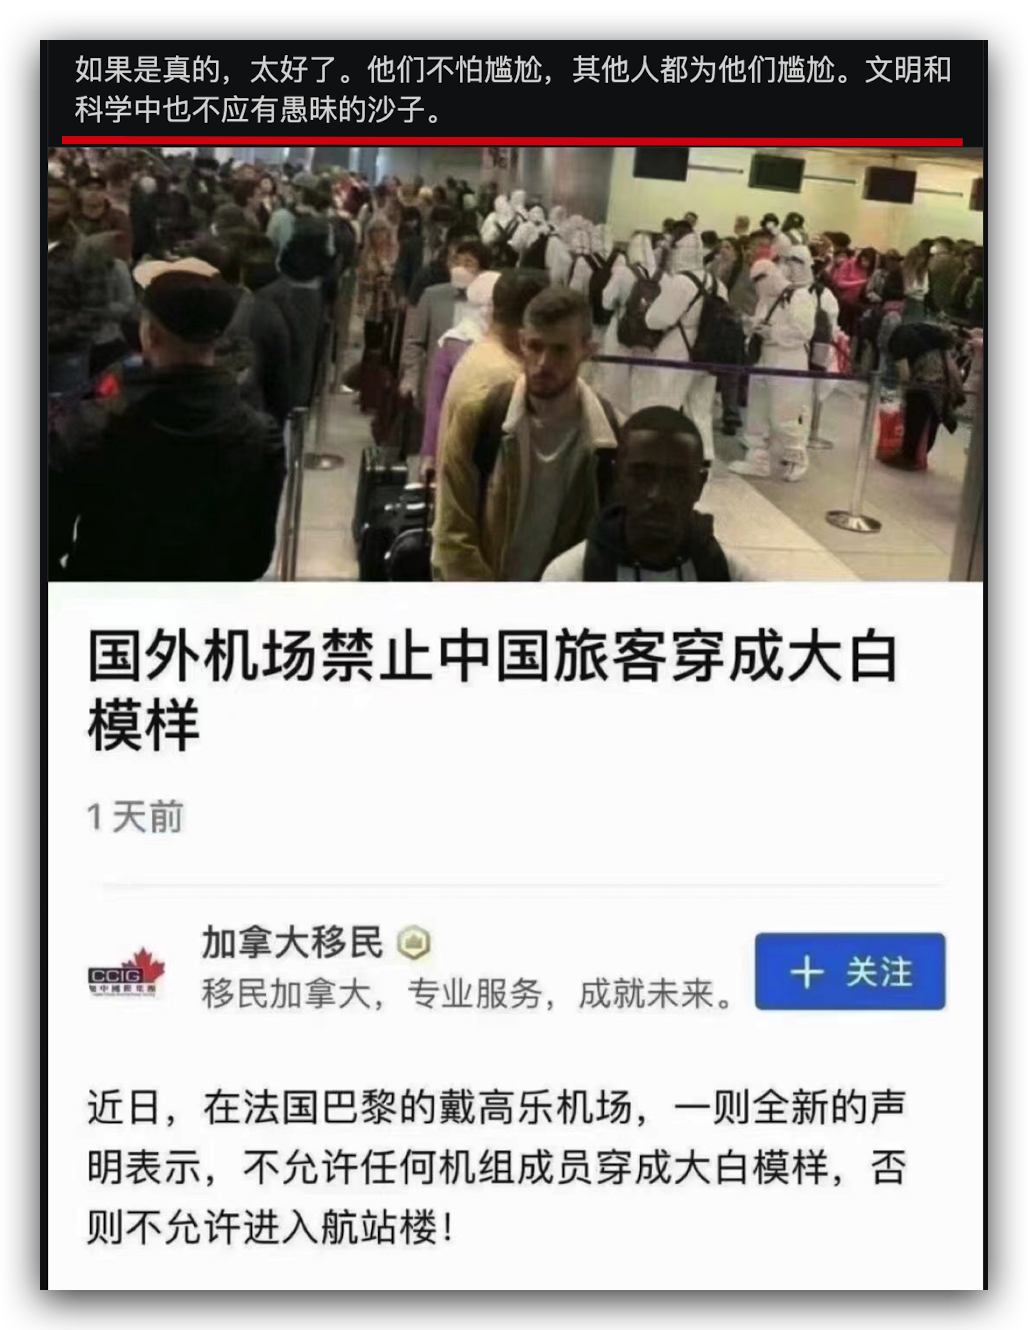 如果是真的，太好了。他们不怕尴尬，其他人都为他们尴尬。文明和
科学中也不应有愚昧的沙子。
国外机场禁止中国旅客穿成大白
模样
1 天前
加拿大移民
CCIG
移民加拿大，专业服务，成就未来。
+ 关注
近日，在法国巴黎的戴高乐机场，一则全新的声
明表示，不允许任何机组成员穿成大白模样，否
则不允许进入航站楼！